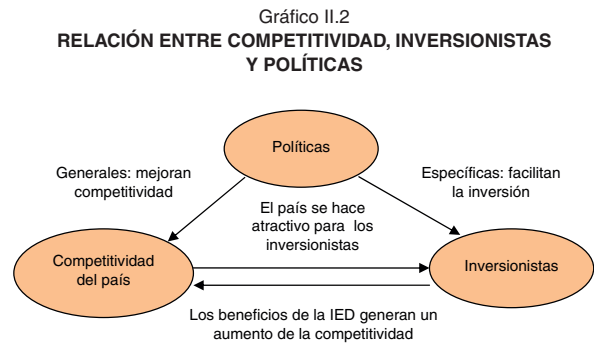 Gráfico II.2
RELACIÓN ENTRE COMPETITIVIDAD, INVERSIONISTAS
Y POLÍTICAS
Políticas
Generales: mejoran
competitividad
Específicas: facilitan
la inversión
El país se hace
atractivo para los
inversionistas
Competitividad
del país
Inversionistas
Los beneficios de la IED generan un
aumento de la competitividad